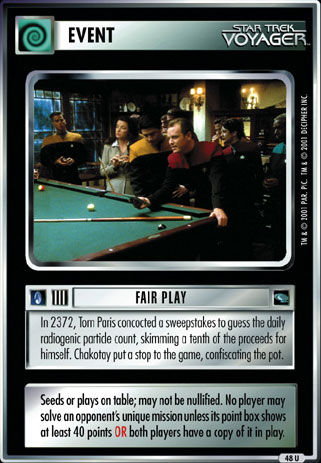 EVENT
STAR TREK
VOYAGER™
TM & © 2001 PAR. P.C. TM & © 2001 DECIPHER INC.
FAIR PLAY
In 2372, Tom Paris concocted a sweepstakes to guess the daily
radiogenic particle count, skimming a tenth of the proceeds for
himself. Chakotay put a stop to the game, confiscating the pot.
Seeds or plays on table; may not be nullified. No player may
solve an opponent's unique mission unless its point box shows
at least 40 points OR both players have a copy of it in play.
48 U